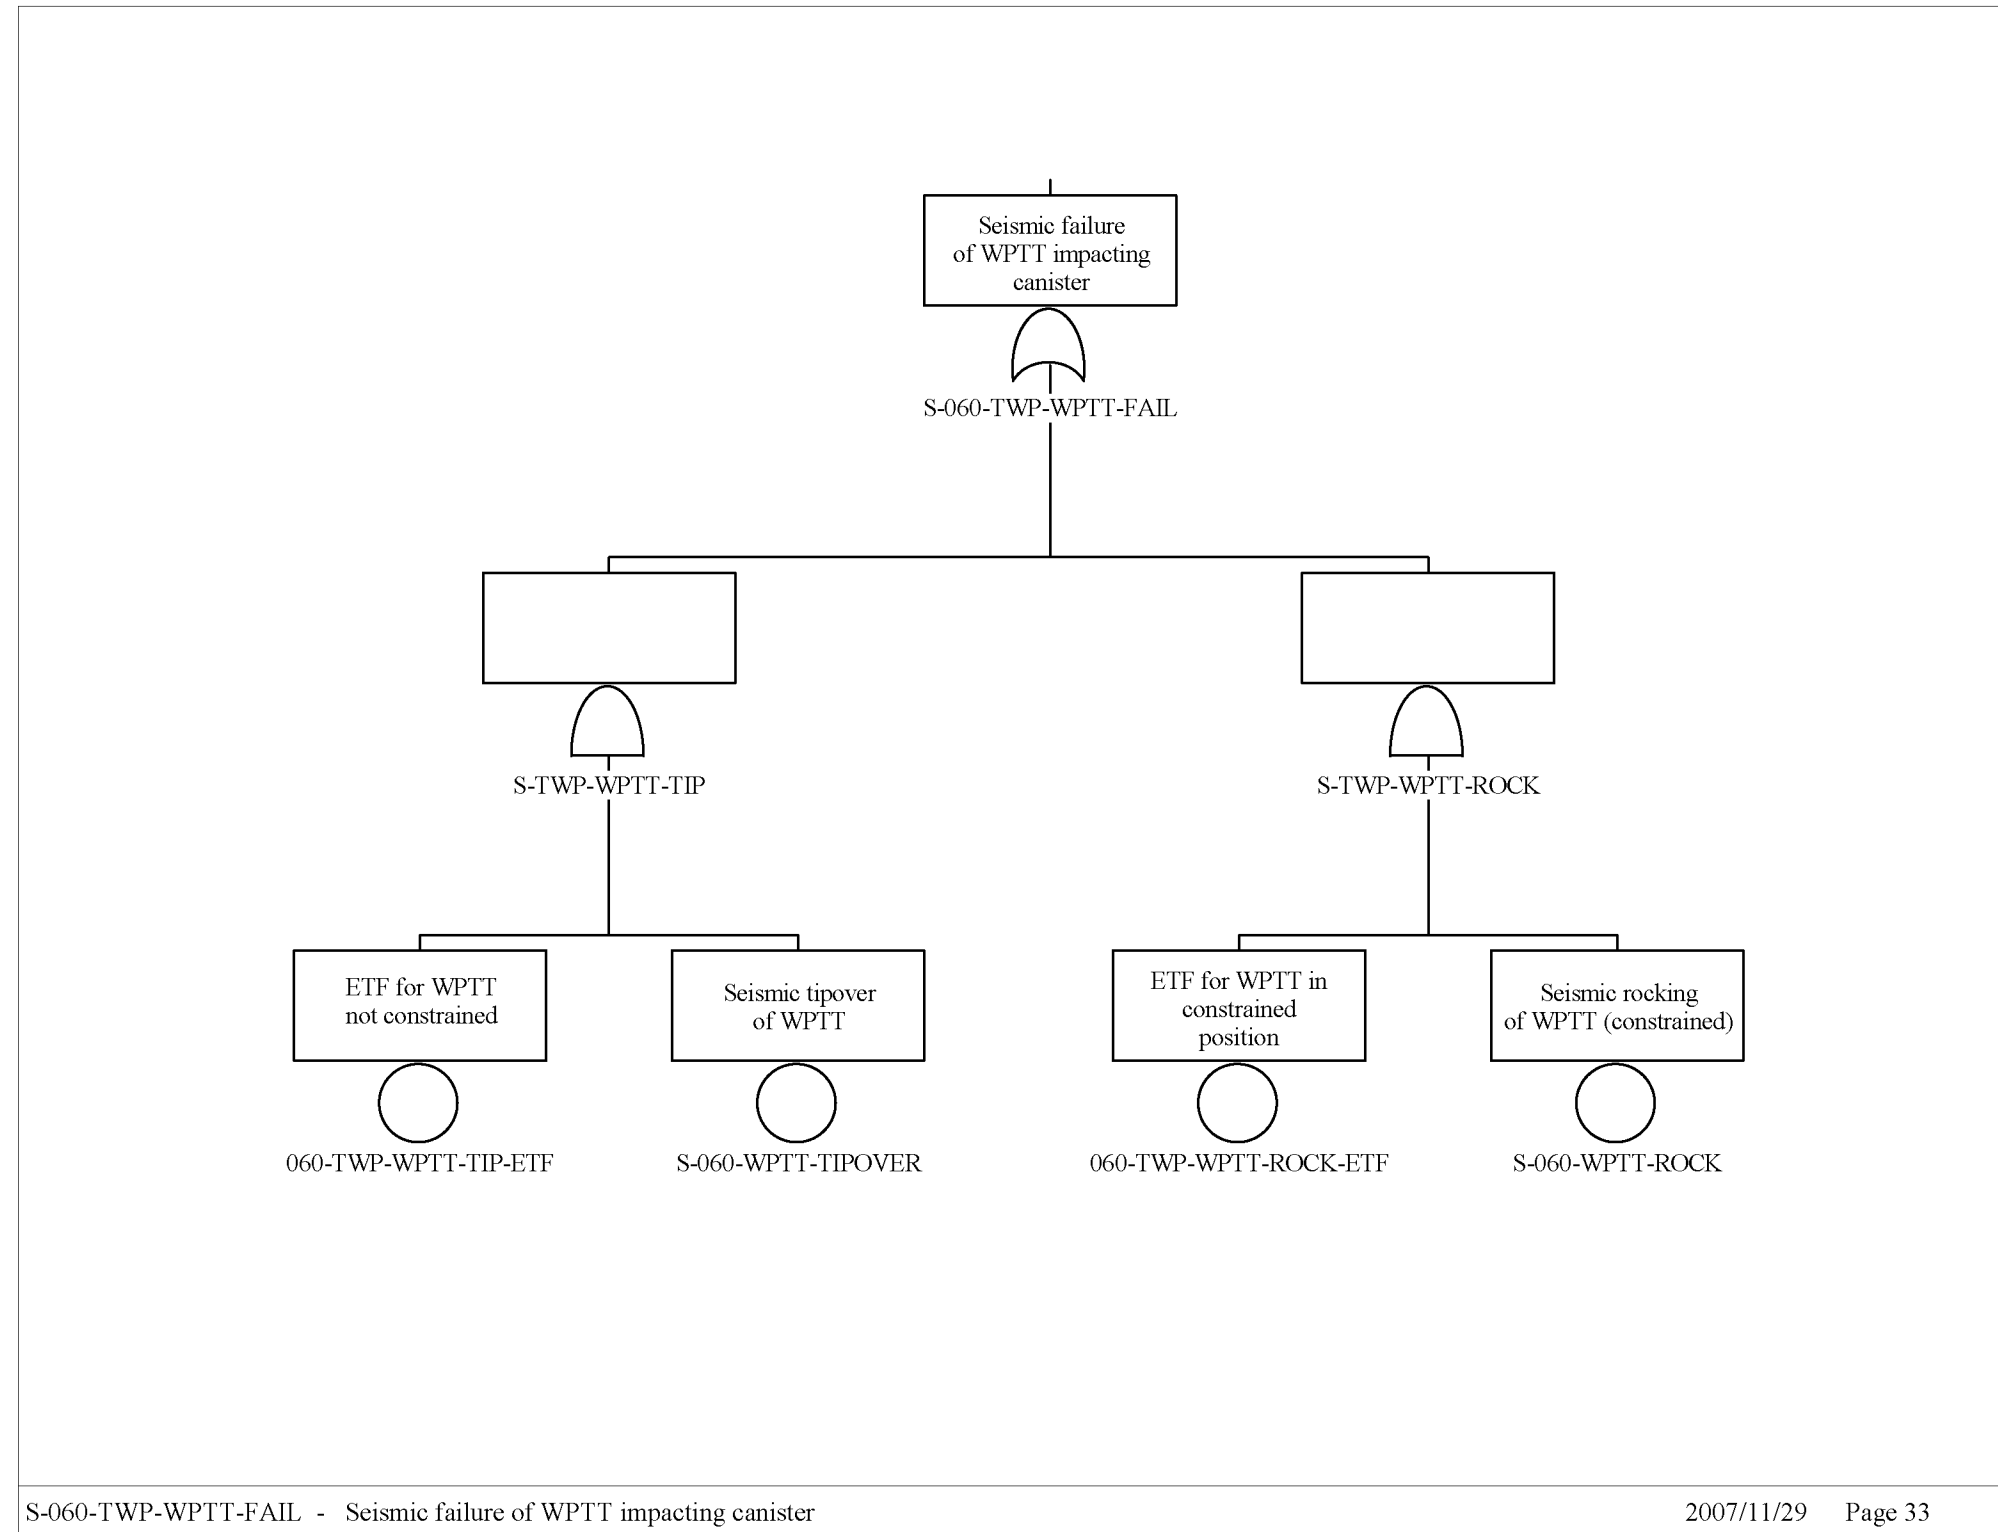 Seismic failure
of WPTT impacting
canister
S-060-TWP-WPTT-FAIL
S-TWP-WPTT-TIP
S-TWP-WPTT-ROCK
ETF for WPTT
not constrained
060-TWP-WPTT-TIP-ETF
Seismic tipover
of WPTT
S-060-WPTT-TIPOVER
ETF for WPTT in
constrained
position
060-TWP-WPTT-ROCK-ETF
Seismic rocking
of WPTT (constrained)
S-060-WPTT-ROCK
S-060-TWP-WPTT-FAIL - Seismic failure of WPTT impacting canister
2007/11/29 Page 33